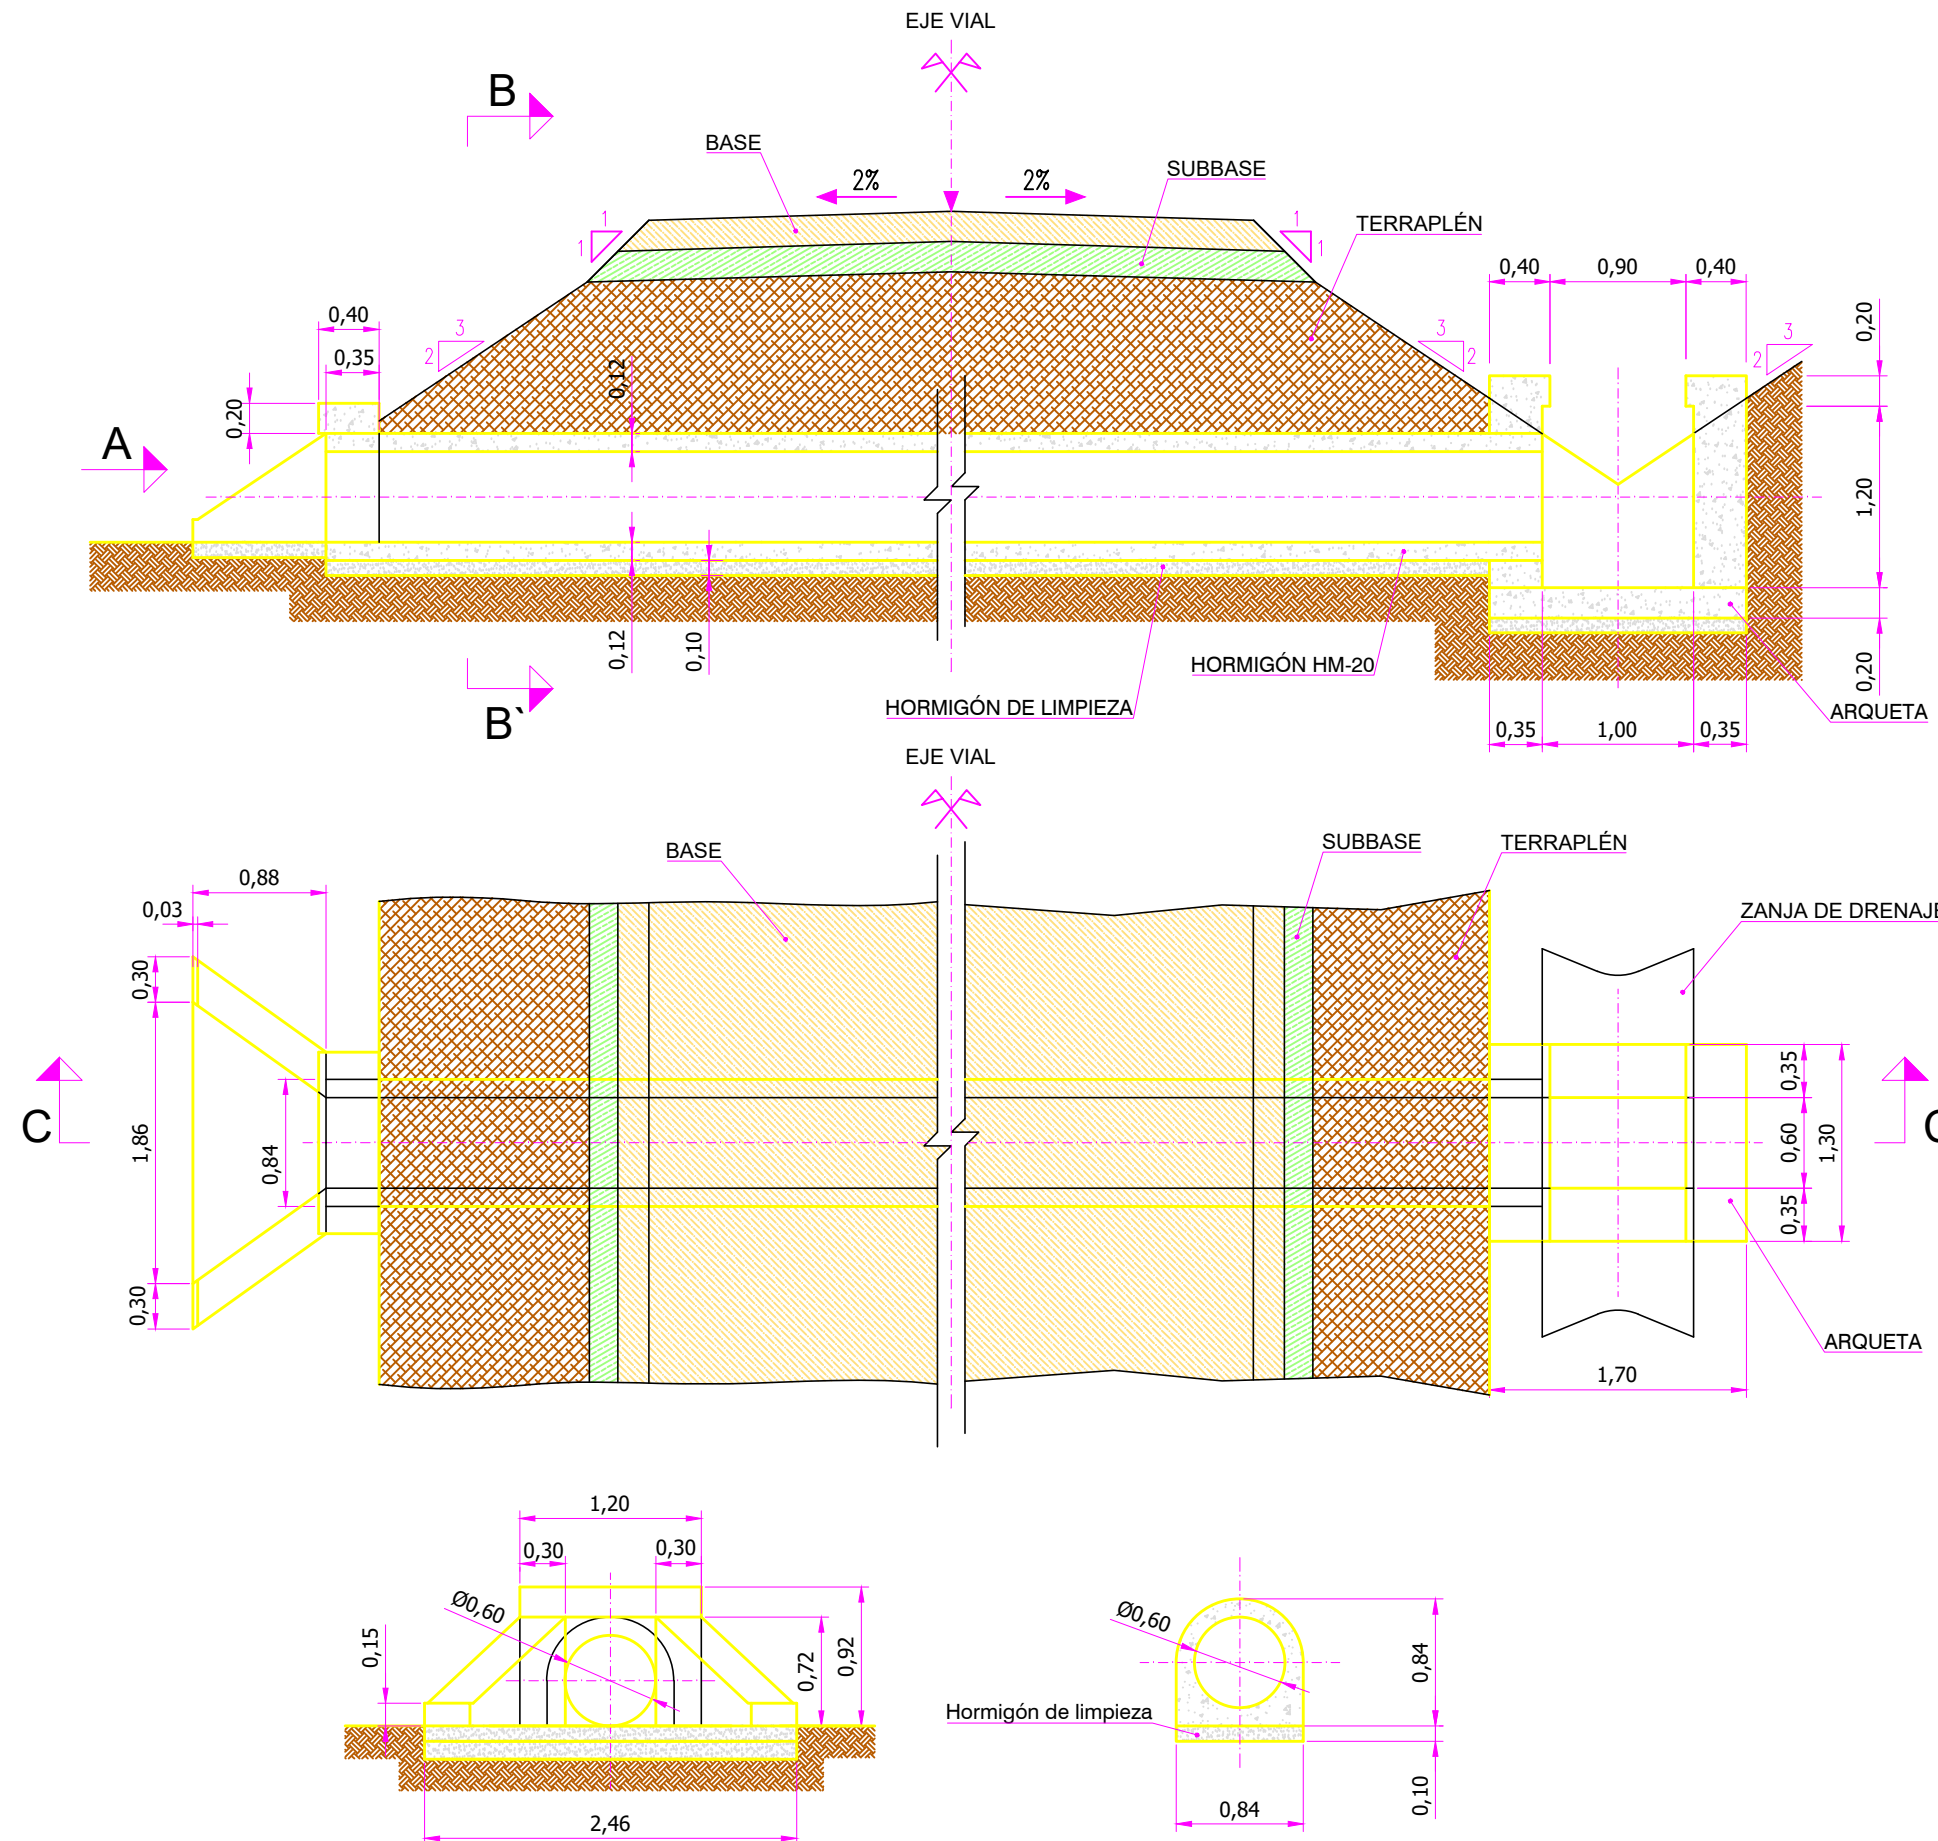 EJE VIAL
B
BASE
2%
2%
SUBBASE
TERRAPLÉN
1
1
1
1
0,40
0,90
0,40
0,20
0,40
0,35
0,20
3
2
0,12
3
2
3
2
A
1,20
0,12
0,10
0,20
HORMIGÓN HM-20
HORMIGÓN DE LIMPIEZA
ARQUETA
B`
0,35
1,00
0,35
EJE VIAL
BASE
SUBBASE
TERRAPLÉN
0,88
0,03
ZANJA DE DRENAJE
0,30
1,86
0,84
0,30
C
0,35
0,60
1,30
0,35
ARQUETA
1,70
1,20
0,30
0,30
Ø0,60
0,15
0,72
0,92
2,46
Ø0,60
0,84
Hormigón de limpieza
0,10
0,84